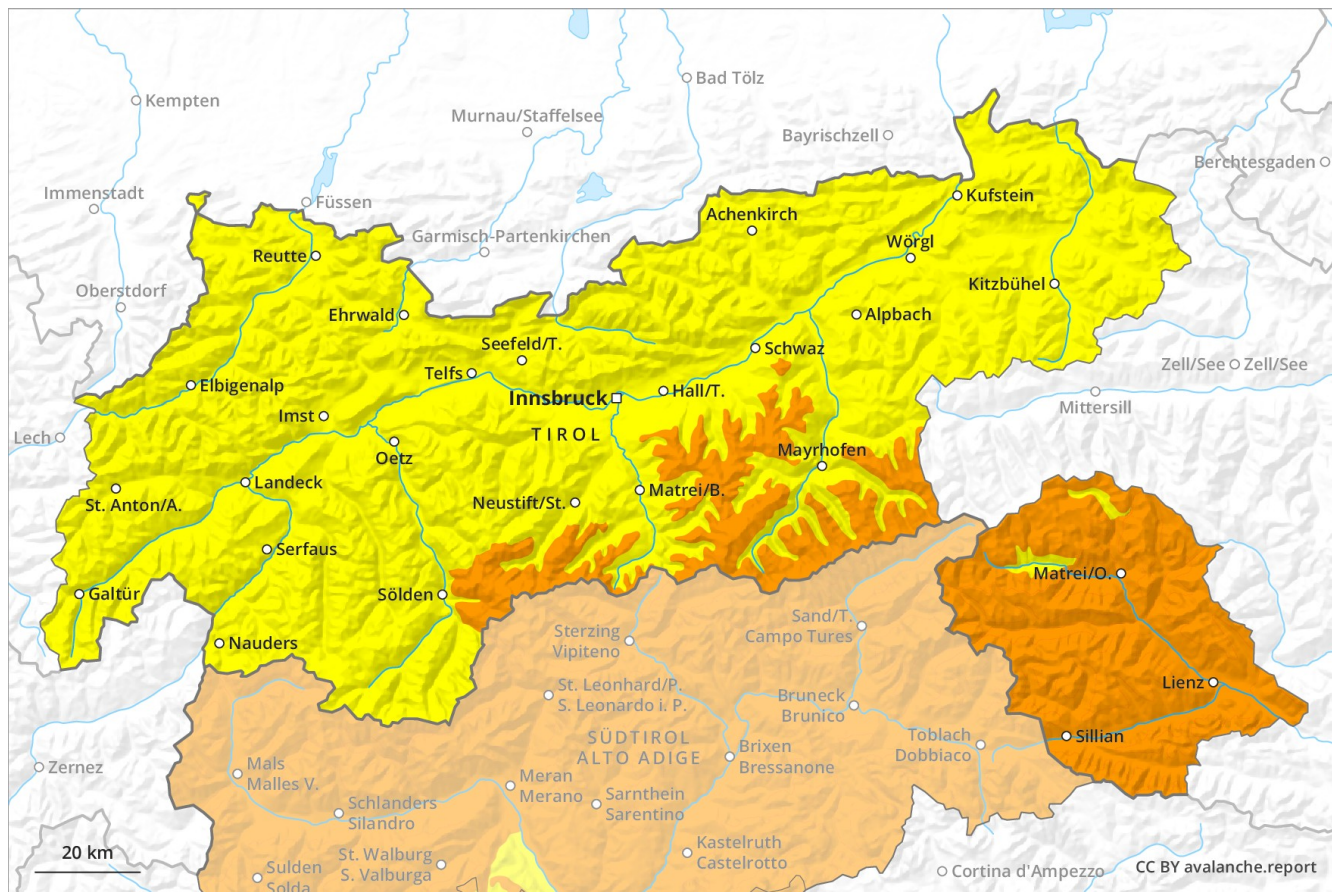 Kempten
Bad Tölz
Murnau/Staffelsee
Bayrischzell
Berchtesgaden
Immenstadt
Füssen
Kufstein
Achenkirch
Garmisch-Partenkirchen
Wörgl
Reutte
Oberstdorf
Kitzbühel
Ehrwald
Alpbach
Seefeld/T.
Schwaz
Zell/See
Zell/See
Telfs
Elbigenalp
Hall/T.
Innsbruck
Mittersill
Imst
TIROL
Lech
Oetz
Mayrhofen
Landeck
Matrei/B.
St. Anton/A.
Neustift/St.
Serfaus
Matrei/O.
Galtür
Sölden
Sand/T.
Campo Tures
Sterzing
Vipiteno
Nauders
Lienz
St. Leonhard/P.
S. Leonardo i. P.
Bruneck
Brunico
SÜDTIROL
ALTO ADIGE
Toblach
Dobbiaco
Sillian
Brixen
Bressanone
Zernez
Mals
Malles V.
Meran
Merano
Sarnthein
Sarentino
Schlanders
Silandro
20 km
Kastelruth
Castelrotto
St. Walburg
S. Valburga
Sulden
Solda
Cortina d'Ampezzo
CC BY avalanche.report